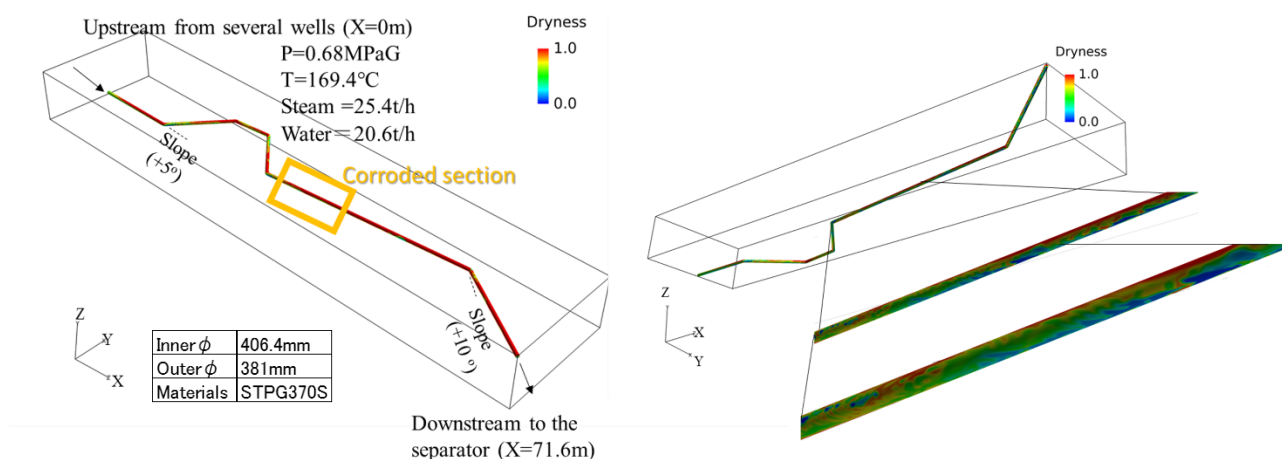 Upstream from several wells (X=0m)
P=0.68MPaG
T=169.4℃
Steam =25.4t/h
Water＝20.6t/h
Dryness
1.0
0.0
Slope
(+5º)
Corroded section
Slope
(+10 º)
Z
Y
X
Inner φ 406.4mm
Outer φ 381mm
Materials STPG370S
Downstream to the
separator (X=71.6m)
Dryness
1.0
0.0
Z
X
Y